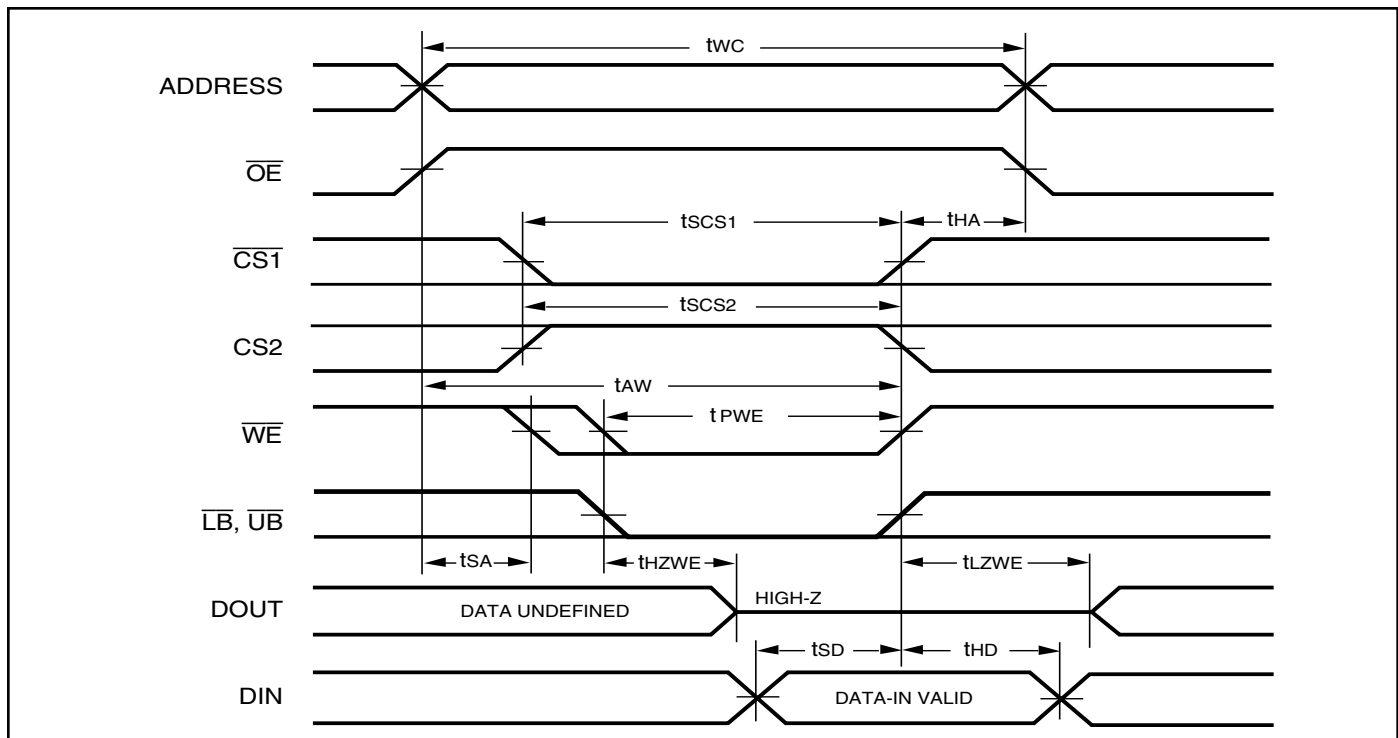 tWC
ADDRESS
OE
tSCS1
tHA
CS1
tSCS2
CS2
tAW
tPWE
WE
LB, UB
tSA
tHZWE
tLZWE
DOUT
DATA UNDEFINED
HIGH-Z
tSD
tHD
DIN
DATA-IN VALID